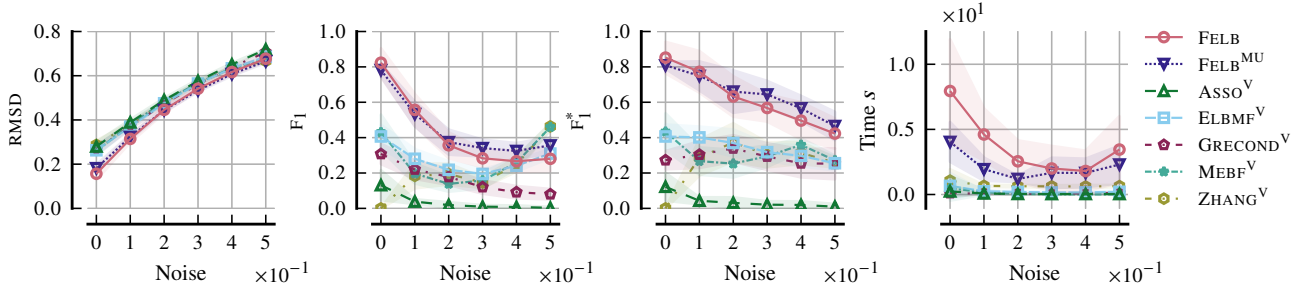 RMSD
0.8
0.6
0.4
0.2
0.0
0 1 2 3 4 5
Noise ×10⁻¹
F₁
1.0
0.8
0.6
0.4
0.2
0.0
0 1 2 3 4 5
Noise ×10⁻¹
F₁*
1.0
0.8
0.6
0.4
0.2
0.0
0 1 2 3 4 5
Noise ×10⁻¹
×10¹
Time s
1.0
0.5
0.0
0 1 2 3 4 5
Noise ×10⁻¹
FELB
FELBᴹᵁ
ASSOⱽ
ELBMFⱽ
GRECONDⱽ
MEBFⱽ
ZHANGⱽ